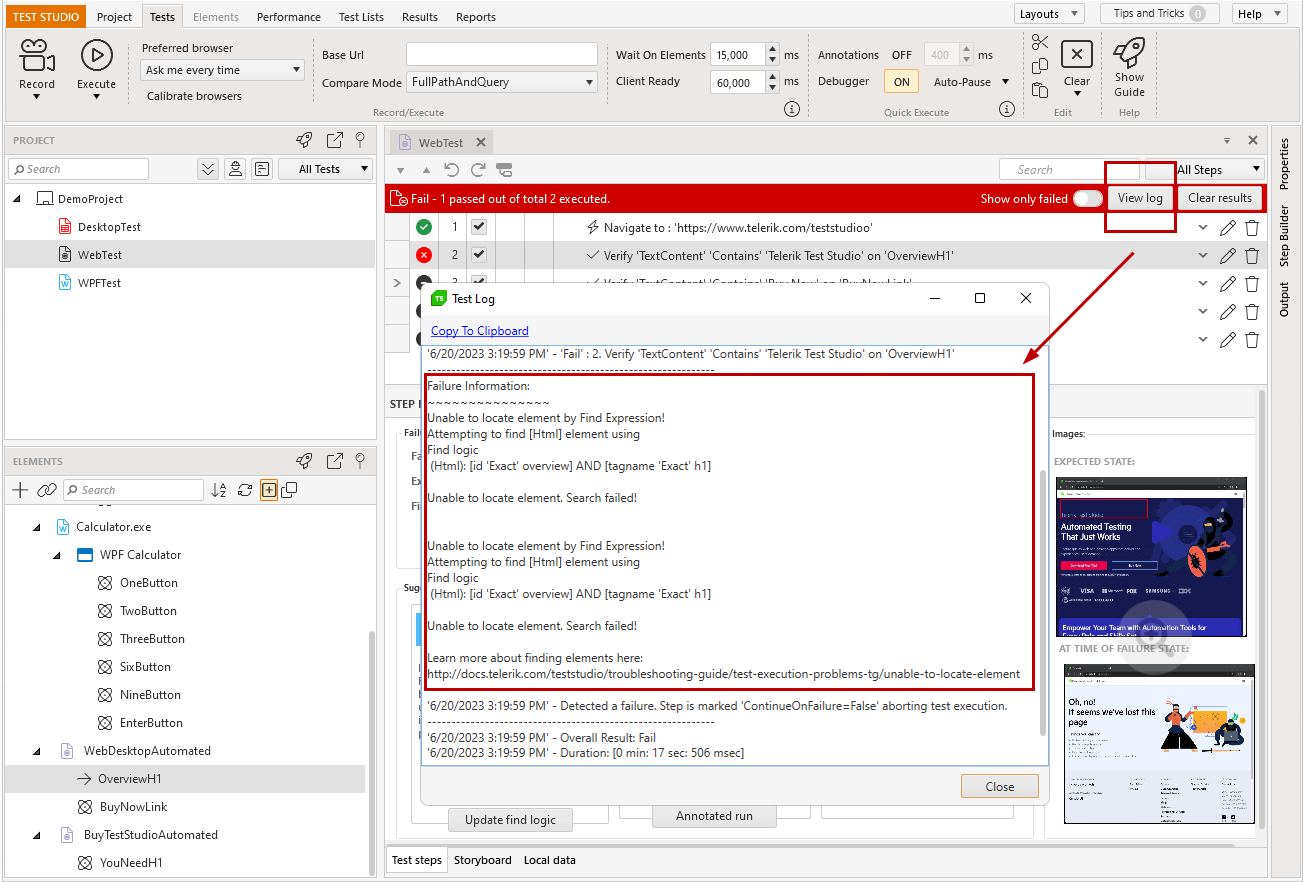 TEST STUDIO Project Tests Elements Performance Test Lists Results Reports Layouts Tips and Tricks 0 Help
Record
Execute
Preferred browser
Ask me every time
Calibrate browsers
Base Url
Compare Mode FullPathAndQuery
Record/Execute
Wait On Elements 15,000 ms
Client Ready 60,000 ms
Annotations OFF 400 ms
Debugger ON Auto-Pause
Quick Execute
Clear
Edit
Show
Guide
Help
PROJECT
Search All Tests
DemoProject
DesktopTest
WebTest
WPFTest
ELEMENTS
Search
Calculator.exe
WPF Calculator
OneButton
TwoButton
ThreeButton
SixButton
NineButton
EnterButton
WebDesktopAutomated
OverviewH1
BuyNowLink
BuyTestStudioAutomated
YouNeedH1
WebTest
Search All Steps
Fail - 1 passed out of total 2 executed. Show only failed View log Clear results
1 Navigate to : 'https://www.telerik.com/teststudioo'
2 Verify 'TextContent' 'Contains' 'Telerik Test Studio' on 'OverviewH1'
Verify 'TextContent' 'Contains' 'Buy Now' on 'BuyNowLink'
Test Log
Copy To Clipboard
'6/20/2023 3:19:59 PM' - 'Fail' : 2. Verify 'TextContent' 'Contains' 'Telerik Test Studio' on 'OverviewH1'
------------------------------------------------------------
Failure Information:
~~~~~~~~~~~~~~~
Unable to locate element by Find Expression!
Attempting to find [Html] element using
Find logic
(Html): [id 'Exact' overview] AND [tagname 'Exact' h1]
Unable to locate element. Search failed!
Unable to locate element by Find Expression!
Attempting to find [Html] element using
Find logic
(Html): [id 'Exact' overview] AND [tagname 'Exact' h1]
Unable to locate element. Search failed!
Learn more about finding elements here:
http://docs.telerik.com/teststudio/troubleshooting-guide/test-execution-problems-tg/unable-to-locate-element
'6/20/2023 3:19:59 PM' - Detected a failure. Step is marked 'ContinueOnFailure=False' aborting test execution.
------------------------------------------------------------
'6/20/2023 3:19:59 PM' - Overall Result: Fail
'6/20/2023 3:19:59 PM' - Duration: [0 min: 17 sec: 506 msec]
Close
STEP
Update find logic
Annotated run
Images:
EXPECTED STATE:
Automated Testing
That Just Works
VISA FOX SAMSUNG
Empower Your Team with Automation Tools for
AT TIME OF FAILURE STATE:
Oh, no!
It seems we've lost this
page
Test steps Storyboard Local data
Properties
Step Builder
Output